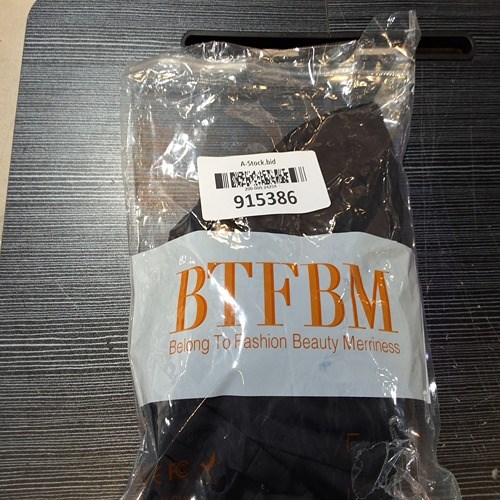 A-Stock.bid
915386
BTFBM
Belong To Fashion Beauty Merriness